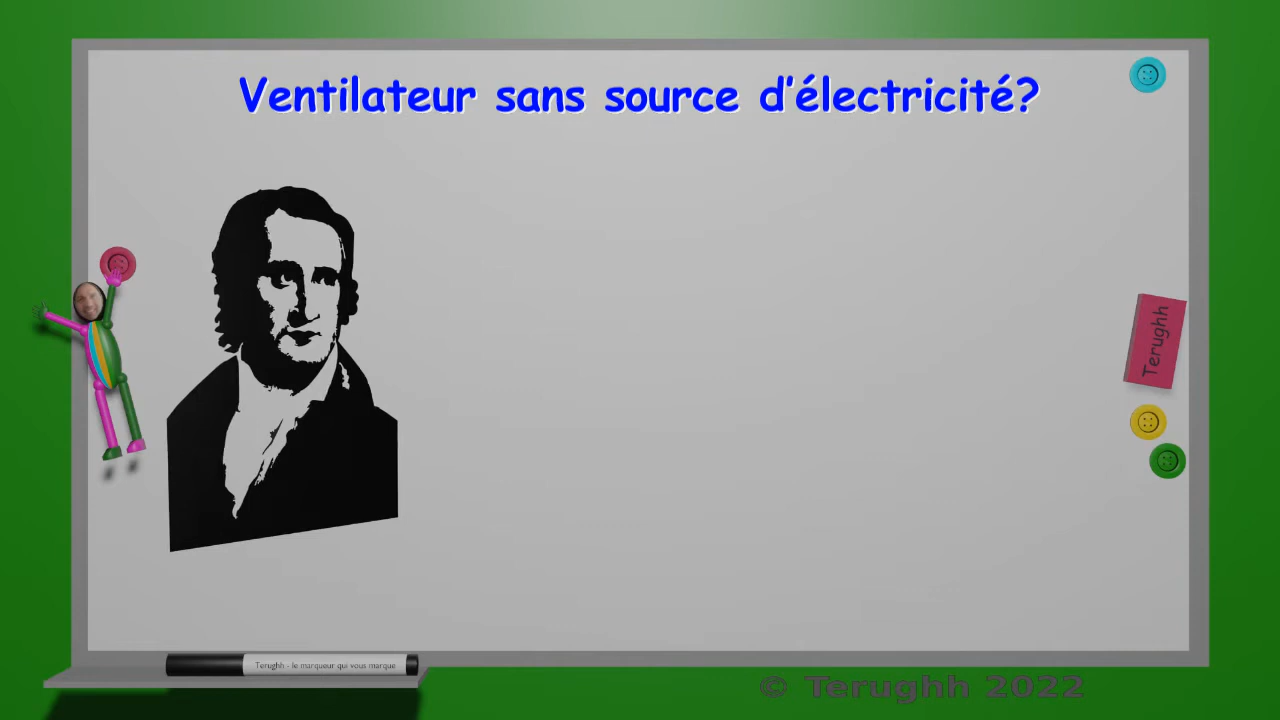 Ventilateur sans source d'électricité?
Terughh
Terughh - le marqueur qui vous marque
© Terughh 2022